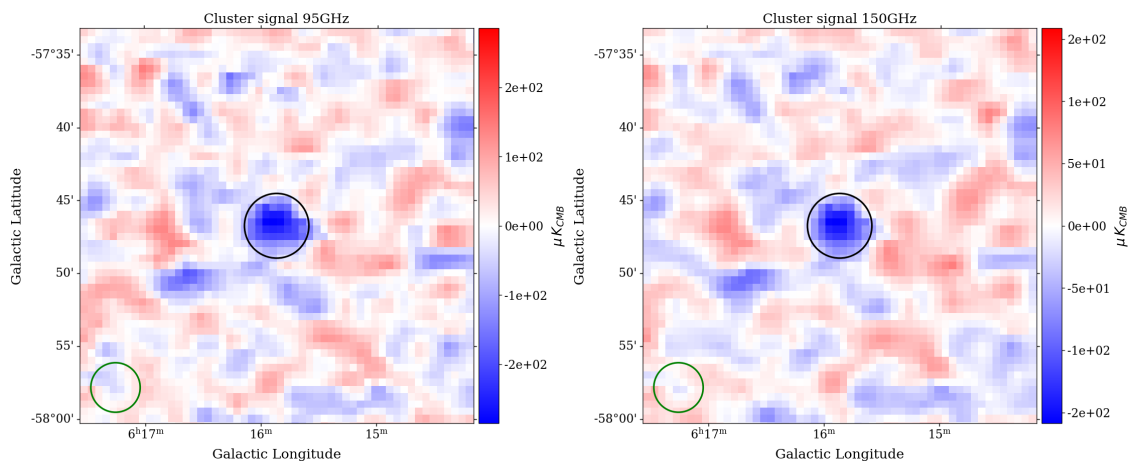 Cluster signal 95GHz
-57°35'
40'
45'
50'
55'
-58°00'
Galactic Latitude
6ʰ17ᵐ
16ᵐ
15ᵐ
Galactic Longitude
2e+02
1e+02
0e+00
-1e+02
-2e+02
μ K_CMB
Cluster signal 150GHz
-57°35'
40'
45'
50'
55'
-58°00'
Galactic Latitude
6ʰ17ᵐ
16ᵐ
15ᵐ
Galactic Longitude
2e+02
1e+02
5e+01
0e+00
-5e+01
-1e+02
-2e+02
μ K_CMB